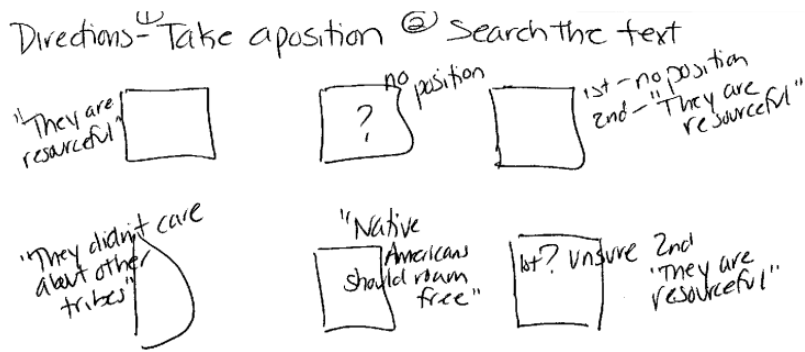 Directions- ① Take a position ② Search the text
"They are
resourceful"
?
no position
1st - no position
2nd - "They are
resourceful"
"They didn't care
about other
tribes"
"Native
Americans
should roam
free"
1st? unsure
2nd
"They are
resourceful"